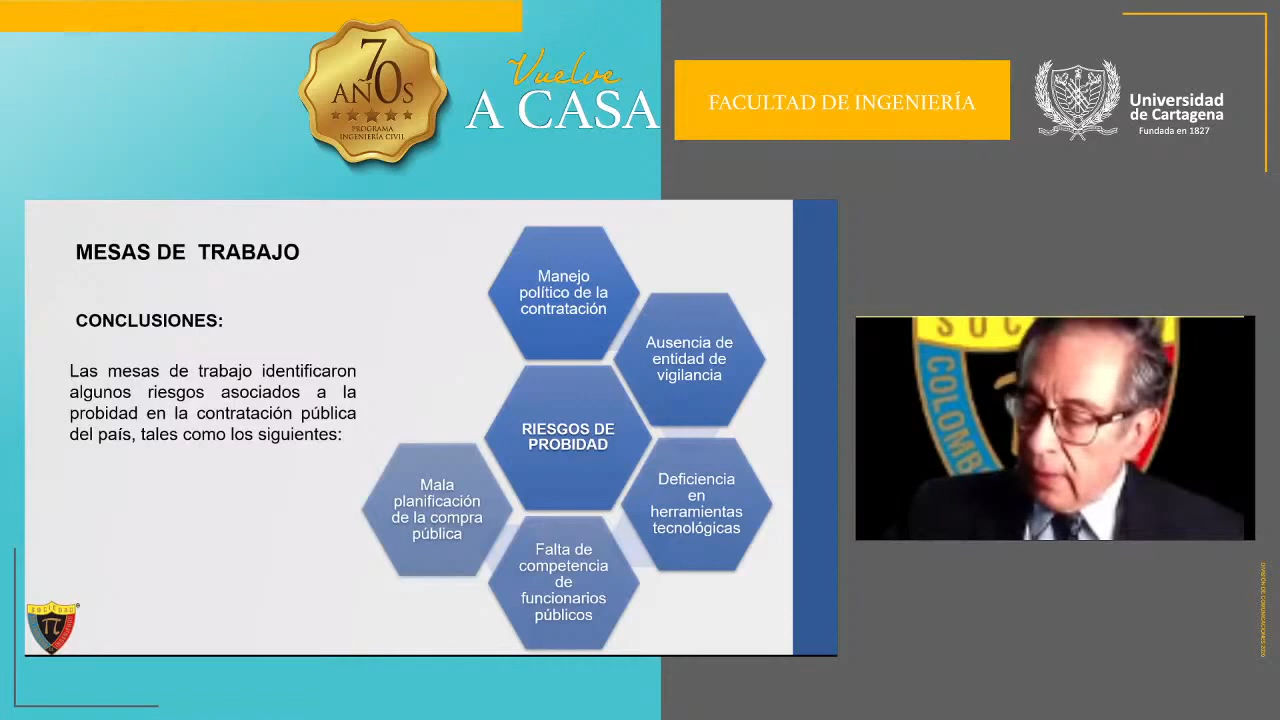 70
AÑOS
PROGRAMA
INGENIERÍA CIVIL
Vuelve
A CASA
FACULTAD DE INGENIERÍA
Universidad
de Cartagena
Fundada en 1827
MESAS DE TRABAJO
CONCLUSIONES:
Las mesas de trabajo identificaron
algunos riesgos asociados a la
probidad en la contratación pública
del país, tales como los siguientes:
Manejo
político de la
contratación
Ausencia de
entidad de
vigilancia
RIESGOS DE
PROBIDAD
Deficiencia
en
herramientas
tecnológicas
Mala
planificación
de la compra
pública
Falta de
competencia
de
funcionarios
públicos
SOCIEDAD
π
SOC
COLOMB